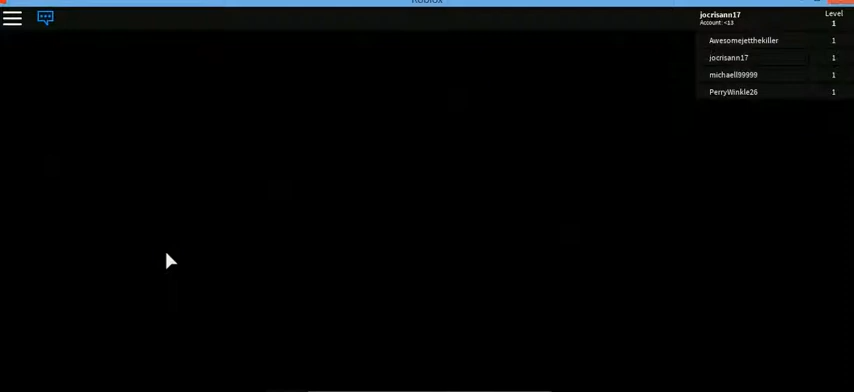 Roblox
jocrisann17 Level
Account: <13 1
Awesomejetthekiller 1
jocrisann17 1
michaell99999 1
PerryWinkle26 1